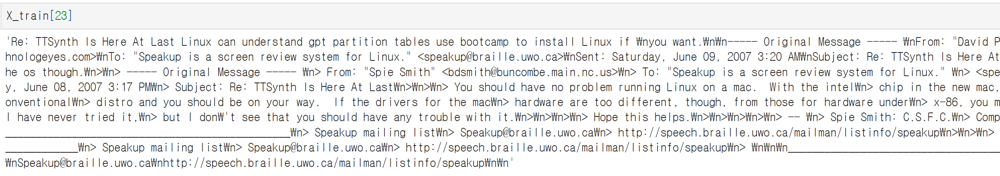 X_train[23]
'Re: TTSynth Is Here At Last Linux can understand gpt partition tables use bootcamp to install Linux if ₩nyou want.₩n₩n----- Original Message ----- ₩nFrom: "David P
hnologeyes.com>₩nTo: "Speakup is a screen review system for Linux." <speakup@braille.uwo.ca>₩nSent: Saturday, June 09, 2007 3:20 AM₩nSubject: Re: TTSynth Is Here At
he os though.₩n>₩n> ----- Original Message ----- ₩n> From: "Spie Smith" <bdsmith@buncombe.main.nc.us>₩n> To: "Speakup is a screen review system for Linux." ₩n> <spe
y, June 08, 2007 3:17 PM₩n> Subject: Re: TTSynth Is Here At Last₩n>₩n>₩n> You should have no problem running Linux on a mac.  With the intel₩n> chip in the new mac,
onventional₩n> distro and you should be on your way.  If the drivers for the mac₩n> hardware are too different, though, from those for hardware under₩n> x-86, you m
I have never tried it,₩n> but I don₩'t see that you should have any trouble with it.₩n>₩n>₩n>₩n> Hope this helps.₩n>₩n>₩n>₩n>₩n> -- ₩n> Spie Smith: C.S.F.C.₩n> Comp
_______________________________________________₩n> Speakup mailing list₩n> Speakup@braille.uwo.ca₩n> http://speech.braille.uwo.ca/mailman/listinfo/speakup₩n>₩n>₩n>
____________₩n> Speakup mailing list₩n> Speakup@braille.uwo.ca₩n> http://speech.braille.uwo.ca/mailman/listinfo/speakup₩n> ₩n₩n₩n___________________________________
₩nSpeakup@braille.uwo.ca₩nhttp://speech.braille.uwo.ca/mailman/listinfo/speakup₩n₩n'